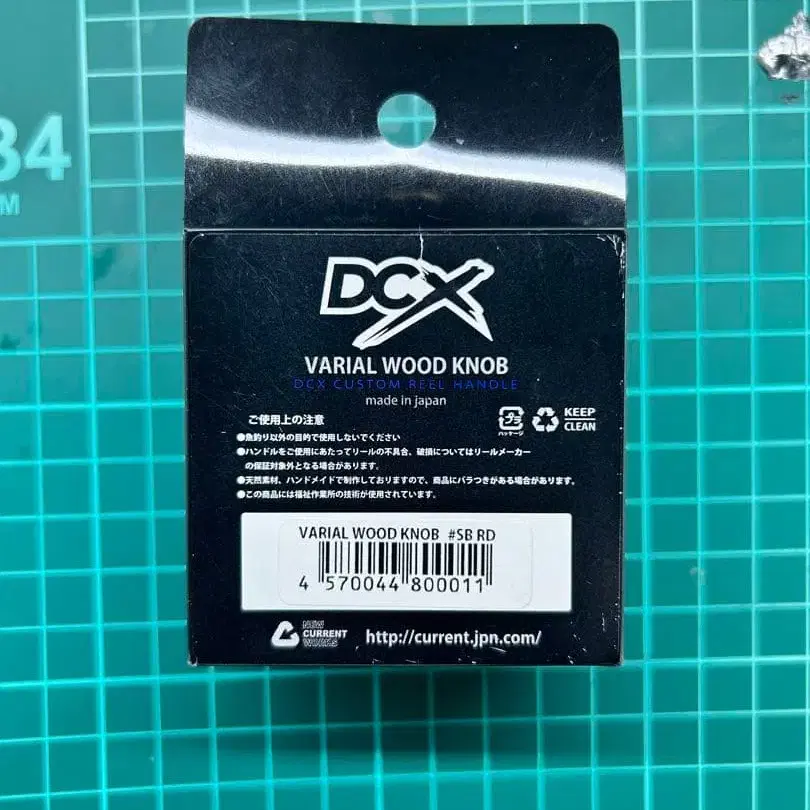 34
M
DCX
VARIAL WOOD KNOB
DCX CUSTOM REEL HANDLE
made in japan
ご使用上の注意
プラ
パッケージ
KEEP
CLEAN
●魚釣り以外の目的で使用しないでください
●ハンドルをご使用にあたってリールの不具合、破損についてはリールメーカー
の保証対象外となる場合があります。
●天然素材、ハンドメイドで制作しておりますので、商品にバラつきがある場合があります。
●この商品には福祉作業所の技術が使用されています。
VARIAL WOOD KNOB #SB RD
4 570044 800011
NEW
CURRENT
WORKS
http://current.jpn.com/